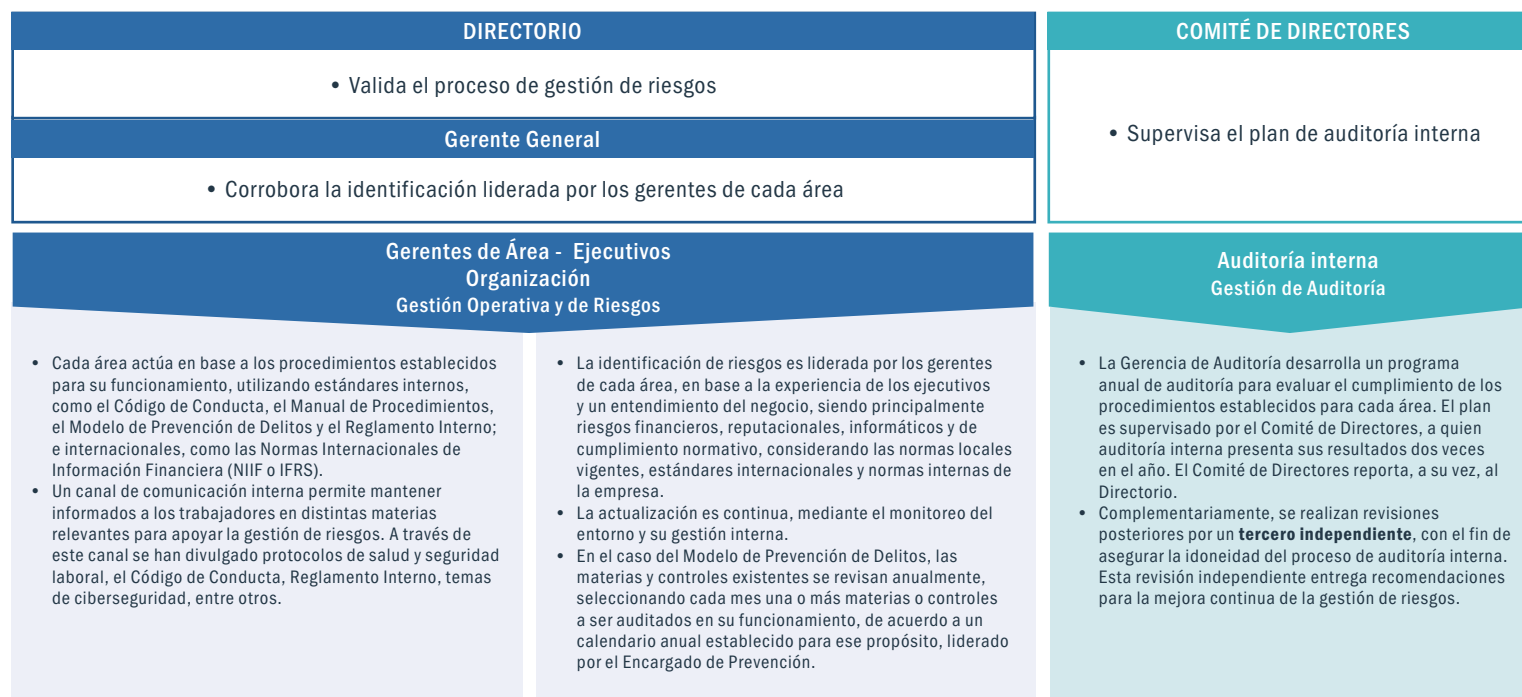 DIRECTORIO
• Valida el proceso de gestión de riesgos
Gerente General
• Corrobora la identificación liderada por los gerentes de cada área
COMITÉ DE DIRECTORES
• Supervisa el plan de auditoría interna
Gerentes de Área - Ejecutivos
Organización
Gestión Operativa y de Riesgos
• Cada área actúa en base a los procedimientos establecidos
para su funcionamiento, utilizando estándares internos,
como el Código de Conducta, el Manual de Procedimientos,
el Modelo de Prevención de Delitos y el Reglamento Interno;
e internacionales, como las Normas Internacionales de
Información Financiera (NIIF o IFRS).
• Un canal de comunicación interna permite mantener
informados a los trabajadores en distintas materias
relevantes para apoyar la gestión de riesgos. A través de
este canal se han divulgado protocolos de salud y seguridad
laboral, el Código de Conducta, Reglamento Interno, temas
de ciberseguridad, entre otros.
• La identificación de riesgos es liderada por los gerentes
de cada área, en base a la experiencia de los ejecutivos
y un entendimiento del negocio, siendo principalmente
riesgos financieros, reputacionales, informáticos y de
cumplimiento normativo, considerando las normas locales
vigentes, estándares internacionales y normas internas de
la empresa.
• La actualización es continua, mediante el monitoreo del
entorno y su gestión interna.
• En el caso del Modelo de Prevención de Delitos, las
materias y controles existentes se revisan anualmente,
seleccionando cada mes una o más materias o controles
a ser auditados en su funcionamiento, de acuerdo a un
calendario anual establecido para ese propósito, liderado
por el Encargado de Prevención.
Auditoría interna
Gestión de Auditoría
• La Gerencia de Auditoría desarrolla un programa
anual de auditoría para evaluar el cumplimiento de los
procedimientos establecidos para cada área. El plan
es supervisado por el Comité de Directores, a quien
auditoría interna presenta sus resultados dos veces
en el año. El Comité de Directores reporta, a su vez, al
Directorio.
• Complementariamente, se realizan revisiones
posteriores por un tercero independiente, con el fin de
asegurar la idoneidad del proceso de auditoría interna.
Esta revisión independiente entrega recomendaciones
para la mejora continua de la gestión de riesgos.